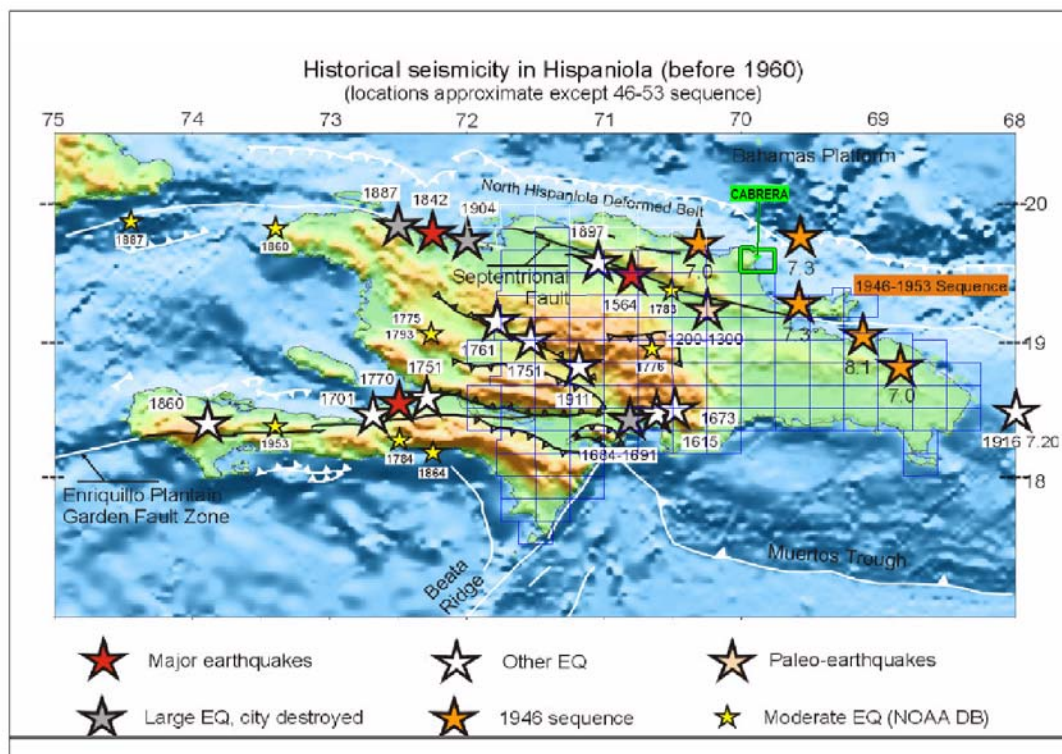 Historical seismicity in Hispaniola (before 1960)
(locations approximate except 46-53 sequence)
75 74 73 72 71 70 69 68
Bahamas Platform
CABRERA
North Hispaniola Deformed Belt
20
1887
1842
1904
1887
1860
1897
7.0
7.3
Septentrional
Fault
1946-1953 Sequence
1564
1783
1200-1300
7.3
1775
1793
1761
1751
1776
19
8.1
1770
1751
1911
7.0
1860
1701
1673
1953
1784
1864
1684-1691
1615
1916 7.20
18
Enriquillo Plantain
Garden Fault Zone
Beata
Ridge
Muertos Trough
Major earthquakes
Other EQ
Paleo-earthquakes
Large EQ, city destroyed
1946 sequence
Moderate EQ (NOAA DB)